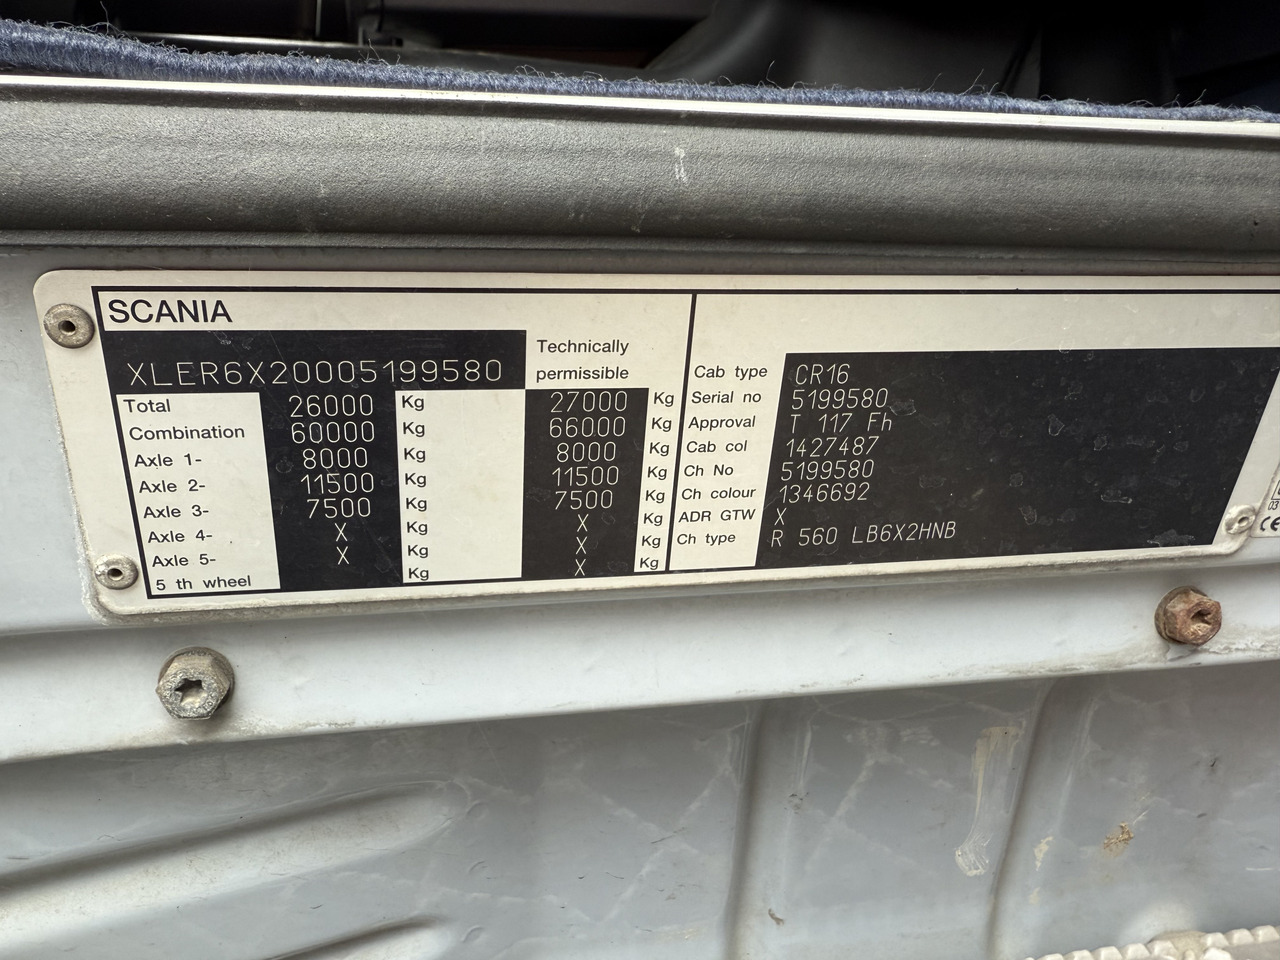 SCANIA
XLER6X20005199580
Technically
permissible
Total 26000 Kg 27000 Kg
Combination 60000 Kg 66000 Kg
Axle 1- 8000 Kg 8000 Kg
Axle 2- 11500 Kg 11500 Kg
Axle 3- 7500 Kg 7500 Kg
Axle 4- X Kg X Kg
Axle 5- X Kg X Kg
5 th wheel Kg X Kg
Cab type CR16
Serial no 5199580
Approval T 117 Fh
Cab col 1427487
Ch No 5199580
Ch colour 1346692
ADR GTW X
Ch type R 560 LB6X2HNB
03
CE